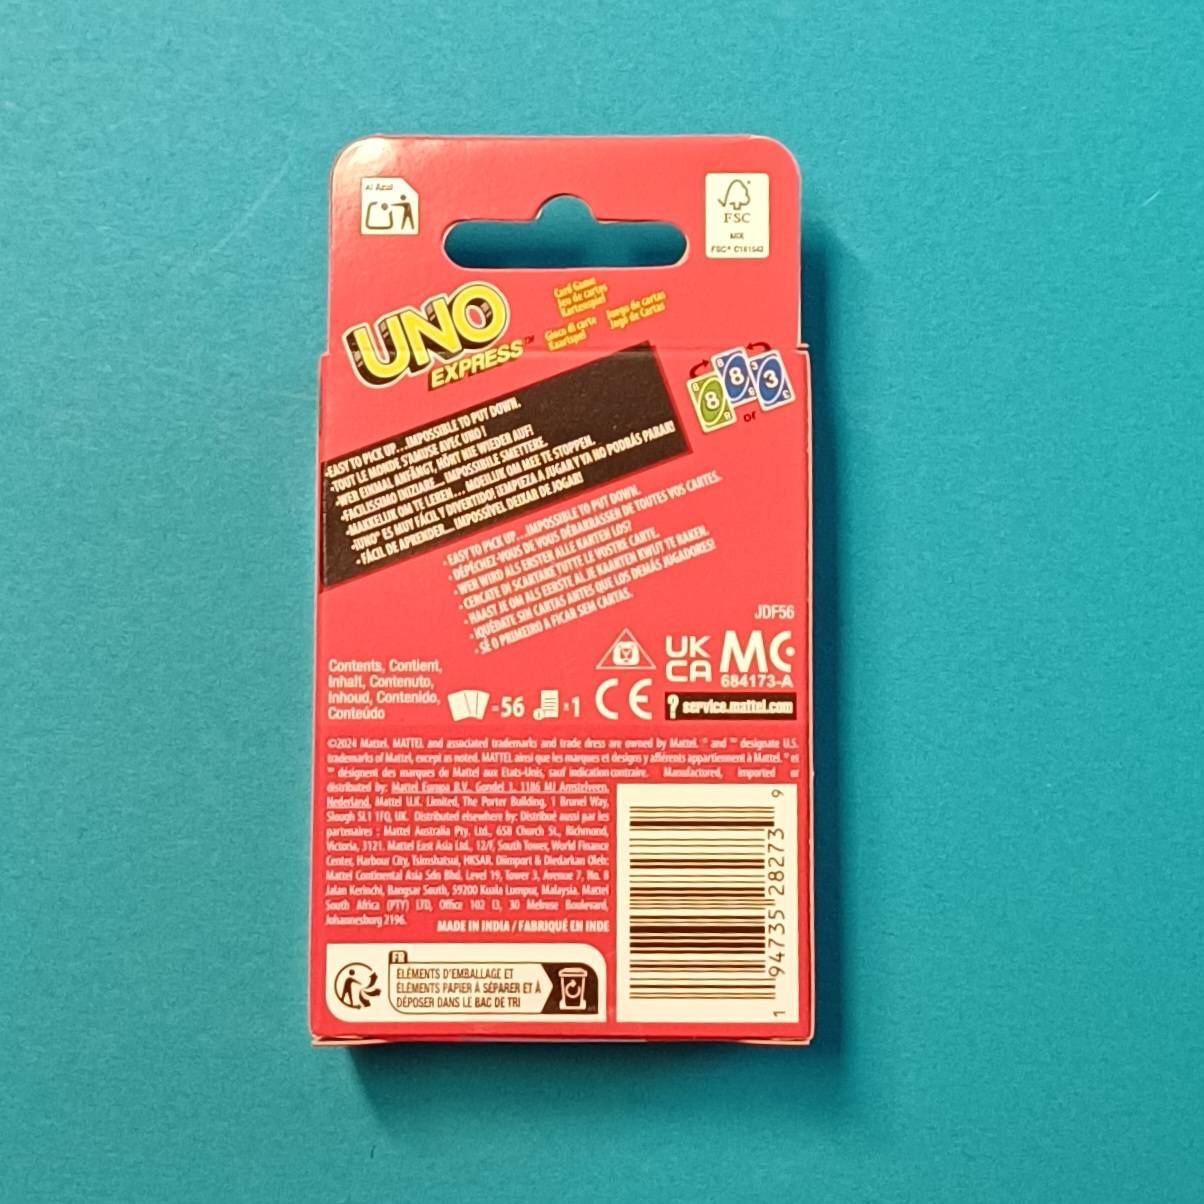 Al Azul
FSC
MIX
FSC® C181542
UNO
EXPRESS™
Card Game
Jeu de cartes
Kartenspiel
Gioco di carte
Kaartspel
Juego de cartas
Jogo de Cartas
8
8
3
or
•EASY TO PICK UP...IMPOSSIBLE TO PUT DOWN.
•TOUT LE MONDE S'AMUSE AVEC UNO !
•WER EINMAL ANFÄNGT, HÖRT NIE WIEDER AUF!
•FACILISSIMO INIZIARE... IMPOSSIBILE SMETTERE.
•MAKKELIJK OM TE LEREN... MOEILIJK OM MEE TE STOPPEN.
•¡UNO® ES MUY FÁCIL Y DIVERTIDO! ¡EMPIEZA A JUGAR Y YA NO PODRÁS PARAR!
•FÁCIL DE APRENDER... IMPOSSÍVEL DEIXAR DE JOGAR!
•EASY TO PICK UP...IMPOSSIBLE TO PUT DOWN.
•DÉPÊCHEZ-VOUS DE VOUS DÉBARRASSER DE TOUTES VOS CARTES.
•WER WIRD ALS ERSTER ALLE KARTEN LOS?
•CERCATE DI SCARTARE TUTTE LE VOSTRE CARTE.
•HAAST JE OM ALS EERSTE AL JE KAARTEN KWIJT TE RAKEN.
•¡QUÉDATE SIN CARTAS ANTES QUE LOS DEMÁS JUGADORES!
•SÊ O PRIMEIRO A FICAR SEM CARTAS.
JDF56
UK
CA
MC
684173-A
Contents, Contient,
Inhalt, Contenuto,
Inhoud, Contenido,
Conteúdo
=56
x1
CE
? service.mattel.com
©2024 Mattel. MATTEL and associated trademarks and trade dress are owned by Mattel. ® and ™ designate U.S.
trademarks of Mattel, except as noted. MATTEL ainsi que les marques et designs y afférents appartiennent à Mattel. ® et
™ désignent des marques de Mattel aux États-Unis, sauf indication contraire. Manufactured, imported or
distributed by: Mattel Europa B.V., Gondel 1, 1186 MJ Amstelveen,
Nederland. Mattel U.K. Limited, The Porter Building, 1 Brunel Way,
Slough SL1 1FQ, UK. Distributed elsewhere by: Distribué aussi par les
partenaires : Mattel Australia Pty. Ltd., 658 Church St., Richmond,
Victoria, 3121. Mattel East Asia Ltd., 12/F, South Tower, World Finance
Center, Harbour City, Tsimshatsui, HKSAR. Diimport & Diedarkan Oleh:
Mattel Continental Asia Sdn Bhd. Level 19, Tower 3, Avenue 7, No. 8
Jalan Kerinchi, Bangsar South, 59200 Kuala Lumpur, Malaysia. Mattel
South Africa (PTY) LTD, Office 102 I3, 30 Melrose Boulevard,
Johannesburg 2196.
MADE IN INDIA / FABRIQUÉ EN INDE
FR
ÉLÉMENTS D'EMBALLAGE ET
ÉLÉMENTS PAPIER À SÉPARER ET À
DÉPOSER DANS LE BAC DE TRI
1 94735 28273 9